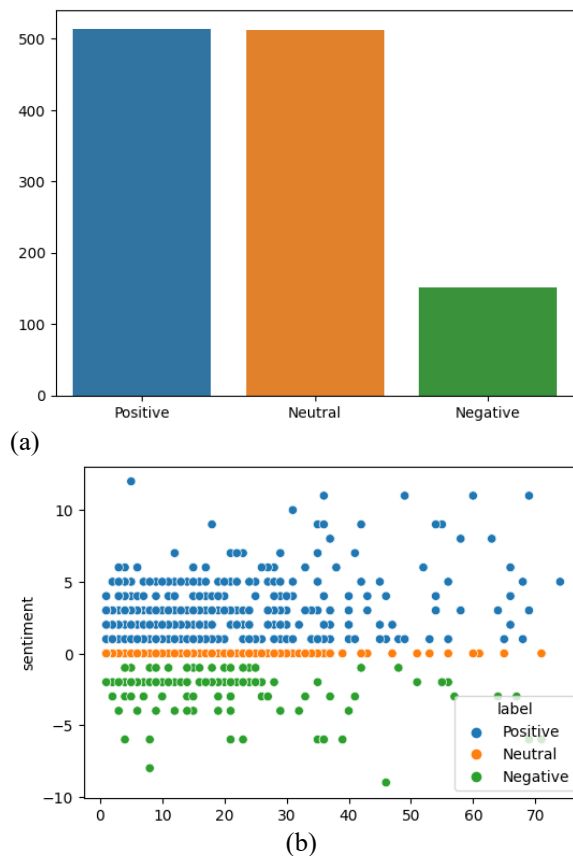 500
400
300
200
100
0
Positive Neutral Negative
(a)
10
5
0
−5
−10
sentiment
label
Positive
Neutral
Negative
0 10 20 30 40 50 60 70
(b)